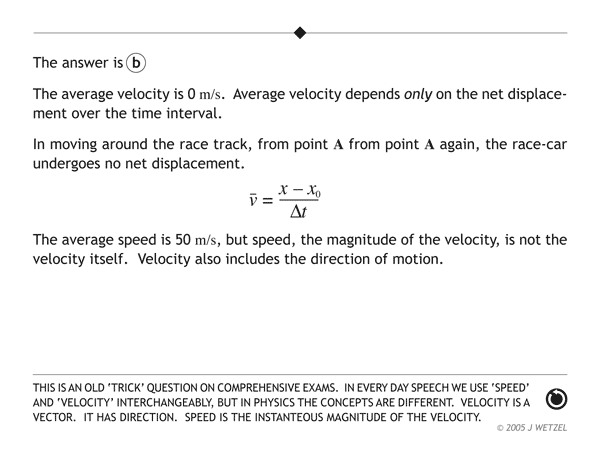 The answer is b
The average velocity is 0 m/s. Average velocity depends only on the net displace-
ment over the time interval.
In moving around the race track, from point A from point A again, the race-car
undergoes no net displacement.
v̄ = (x − x₀) / Δt
The average speed is 50 m/s, but speed, the magnitude of the velocity, is not the
velocity itself. Velocity also includes the direction of motion.
THIS IS AN OLD ‘TRICK’ QUESTION ON COMPREHENSIVE EXAMS. IN EVERY DAY SPEECH WE USE ‘SPEED’
AND ‘VELOCITY’ INTERCHANGEABLY, BUT IN PHYSICS THE CONCEPTS ARE DIFFERENT. VELOCITY IS A
VECTOR. IT HAS DIRECTION. SPEED IS THE INSTANTEOUS MAGNITUDE OF THE VELOCITY.
© 2005 J WETZEL